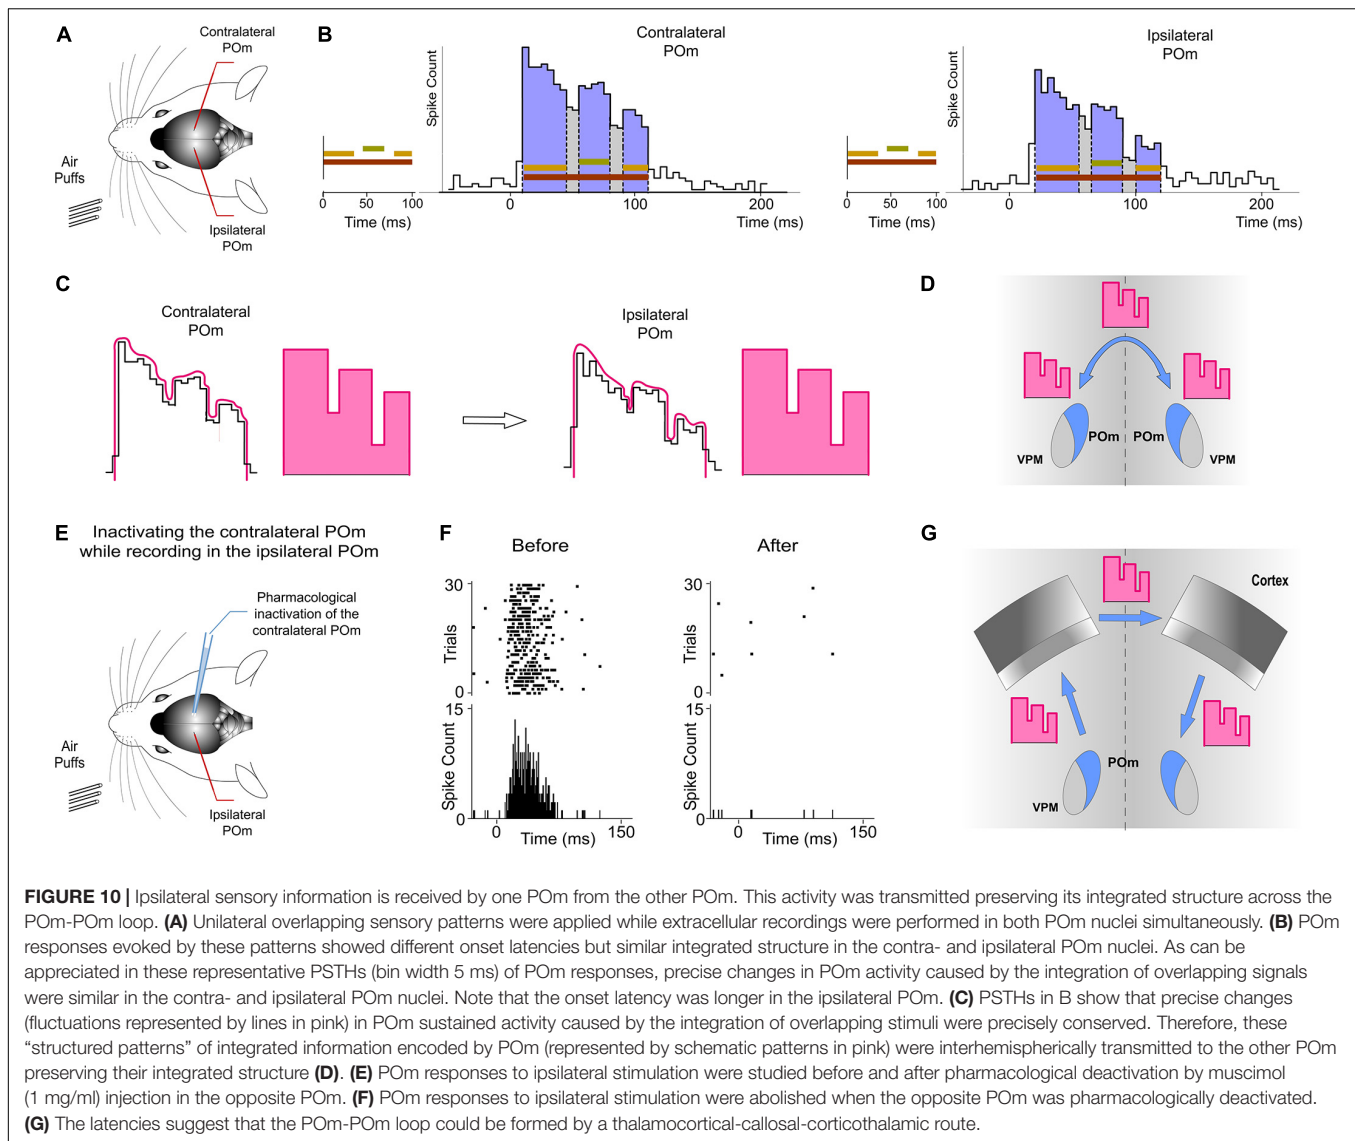 A
Contralateral
POm
Air
Puffs
Ipsilateral
POm
B
Contralateral
POm
Spike Count
0 50 100
Time (ms)
0 100 200
Time (ms)
Ipsilateral
POm
Spike Count
0 50 100
Time (ms)
0 100 200
Time (ms)
C
Contralateral
POm
Ipsilateral
POm
D
POm POm
VPM VPM
E
Inactivating the contralateral POm
while recording in the ipsilateral POm
Pharmacological
inactivation of the
contralateral POm
Air
Puffs
Ipsilateral
POm
F
Before
30
Trials
0
15
Spike Count
0
0 150
Time (ms)
After
30
Trials
0
15
Spike Count
0
0 150
Time (ms)
G
Cortex
POm
VPM
FIGURE 10 | Ipsilateral sensory information is received by one POm from the other POm. This activity was transmitted preserving its integrated structure across the
POm-POm loop. (A) Unilateral overlapping sensory patterns were applied while extracellular recordings were performed in both POm nuclei simultaneously. (B) POm
responses evoked by these patterns showed different onset latencies but similar integrated structure in the contra- and ipsilateral POm nuclei. As can be
appreciated in these representative PSTHs (bin width 5 ms) of POm responses, precise changes in POm activity caused by the integration of overlapping signals
were similar in the contra- and ipsilateral POm nuclei. Note that the onset latency was longer in the ipsilateral POm. (C) PSTHs in B show that precise changes
(fluctuations represented by lines in pink) in POm sustained activity caused by the integration of overlapping stimuli were precisely conserved. Therefore, these
“structured patterns” of integrated information encoded by POm (represented by schematic patterns in pink) were interhemispherically transmitted to the other POm
preserving their integrated structure (D). (E) POm responses to ipsilateral stimulation were studied before and after pharmacological deactivation by muscimol
(1 mg/ml) injection in the opposite POm. (F) POm responses to ipsilateral stimulation were abolished when the opposite POm was pharmacologically deactivated.
(G) The latencies suggest that the POm-POm loop could be formed by a thalamocortical-callosal-corticothalamic route.